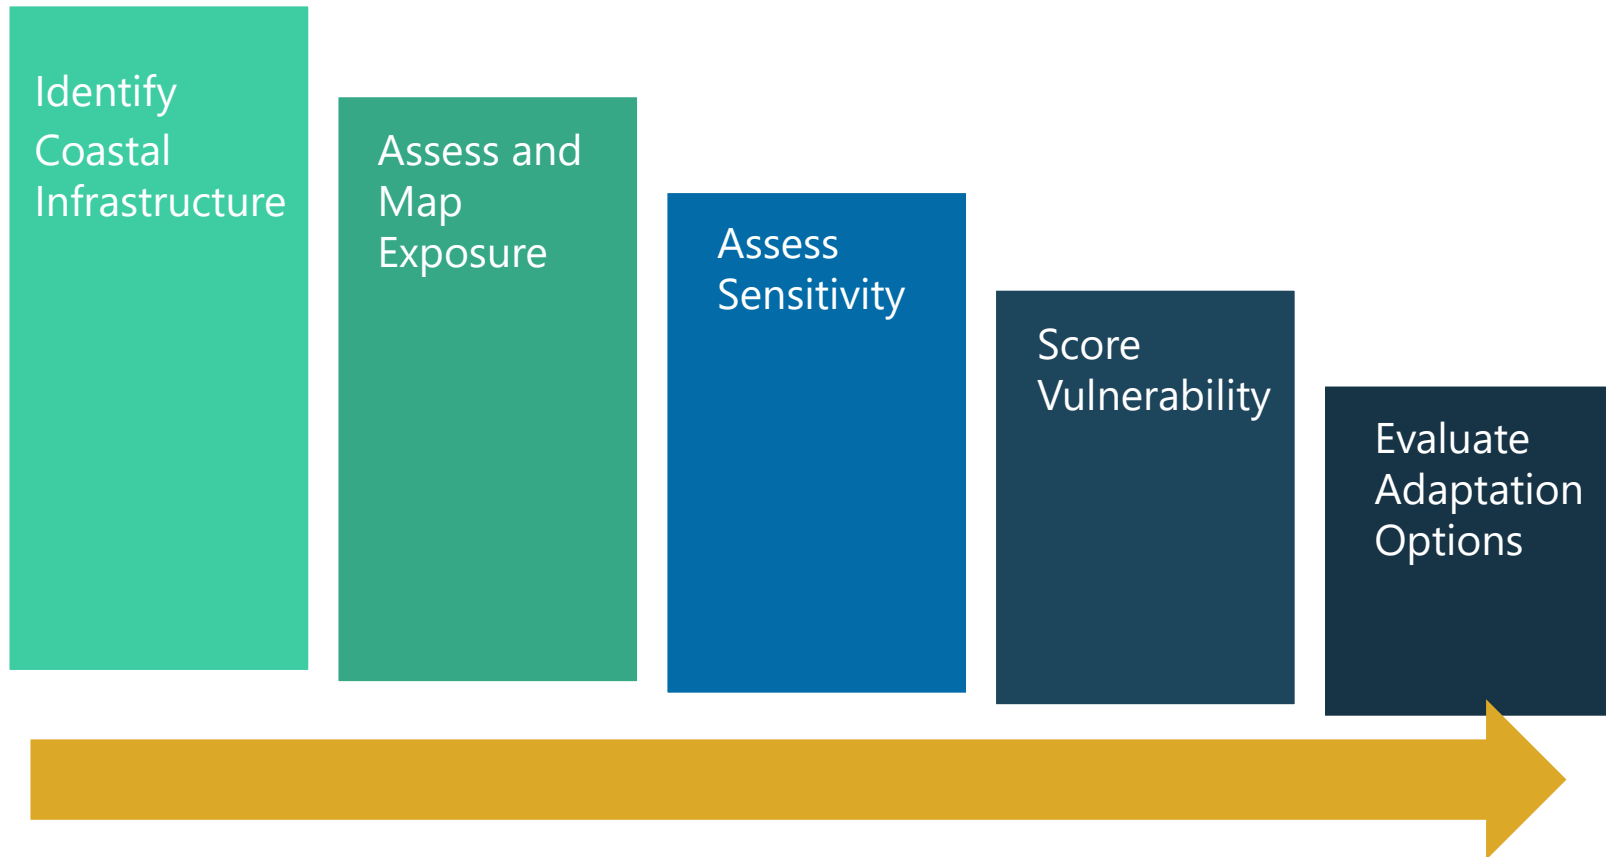 Identify
Coastal
Infrastructure
Assess and
Map
Exposure
Assess
Sensitivity
Score
Vulnerability
Evaluate
Adaptation
Options